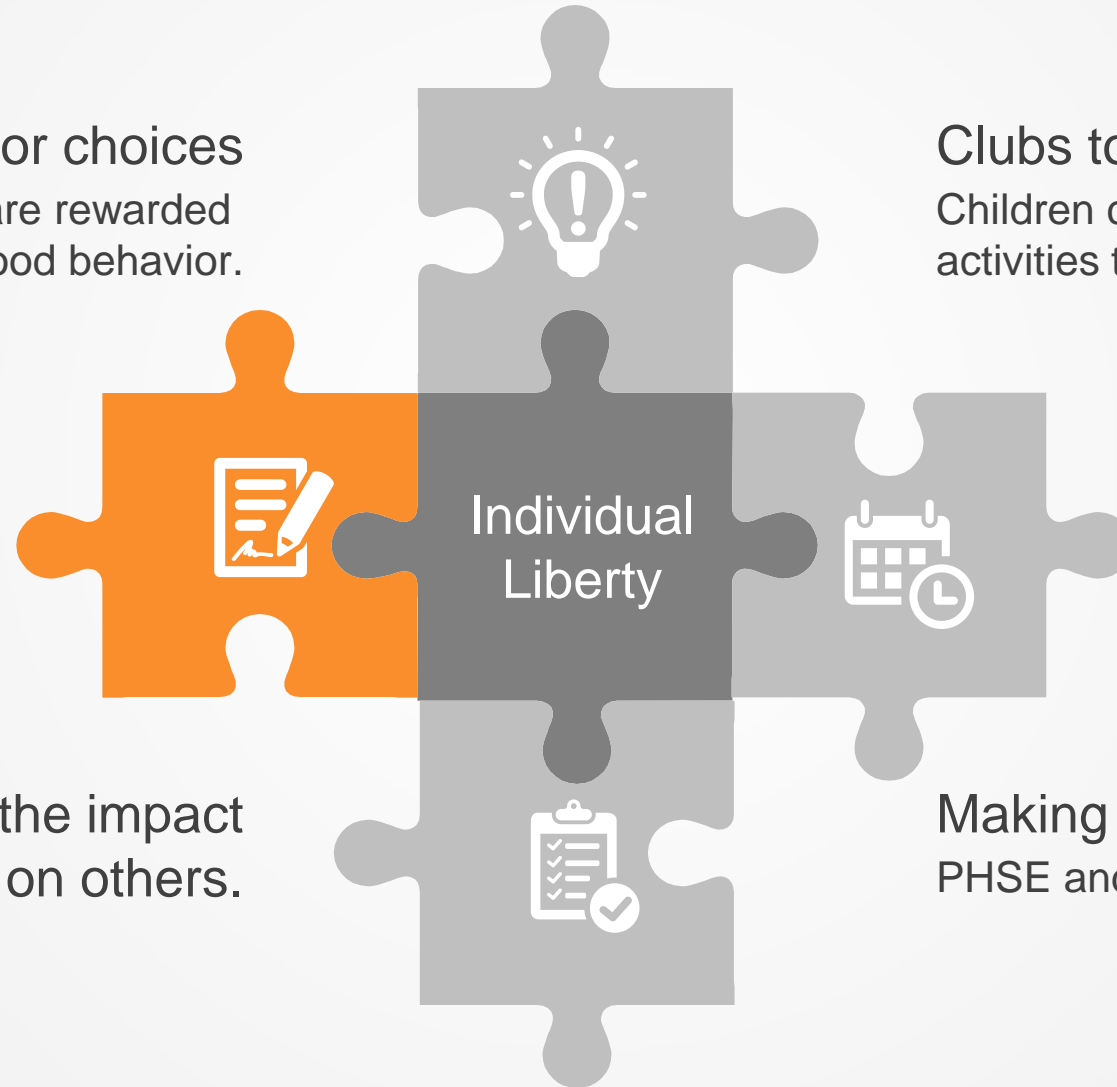 or choices
are rewarded
ood behavior.
Clubs to
Children
activities
Individual
Liberty
the impact
on others.
Making
PHSE and